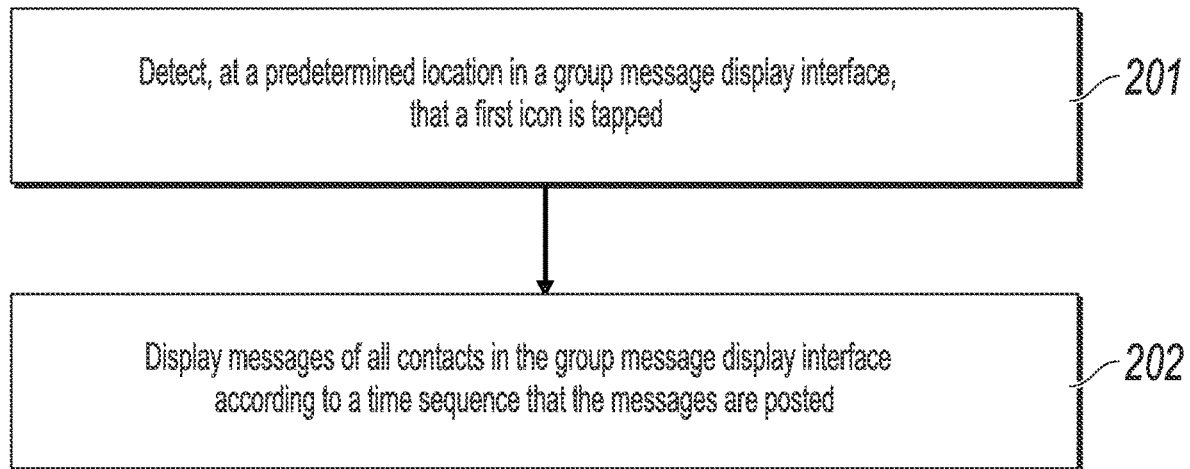 Detect, at a predetermined location in a group message display interface,
that a first icon is tapped
201
Display messages of all contacts in the group message display interface
according to a time sequence that the messages are posted
202